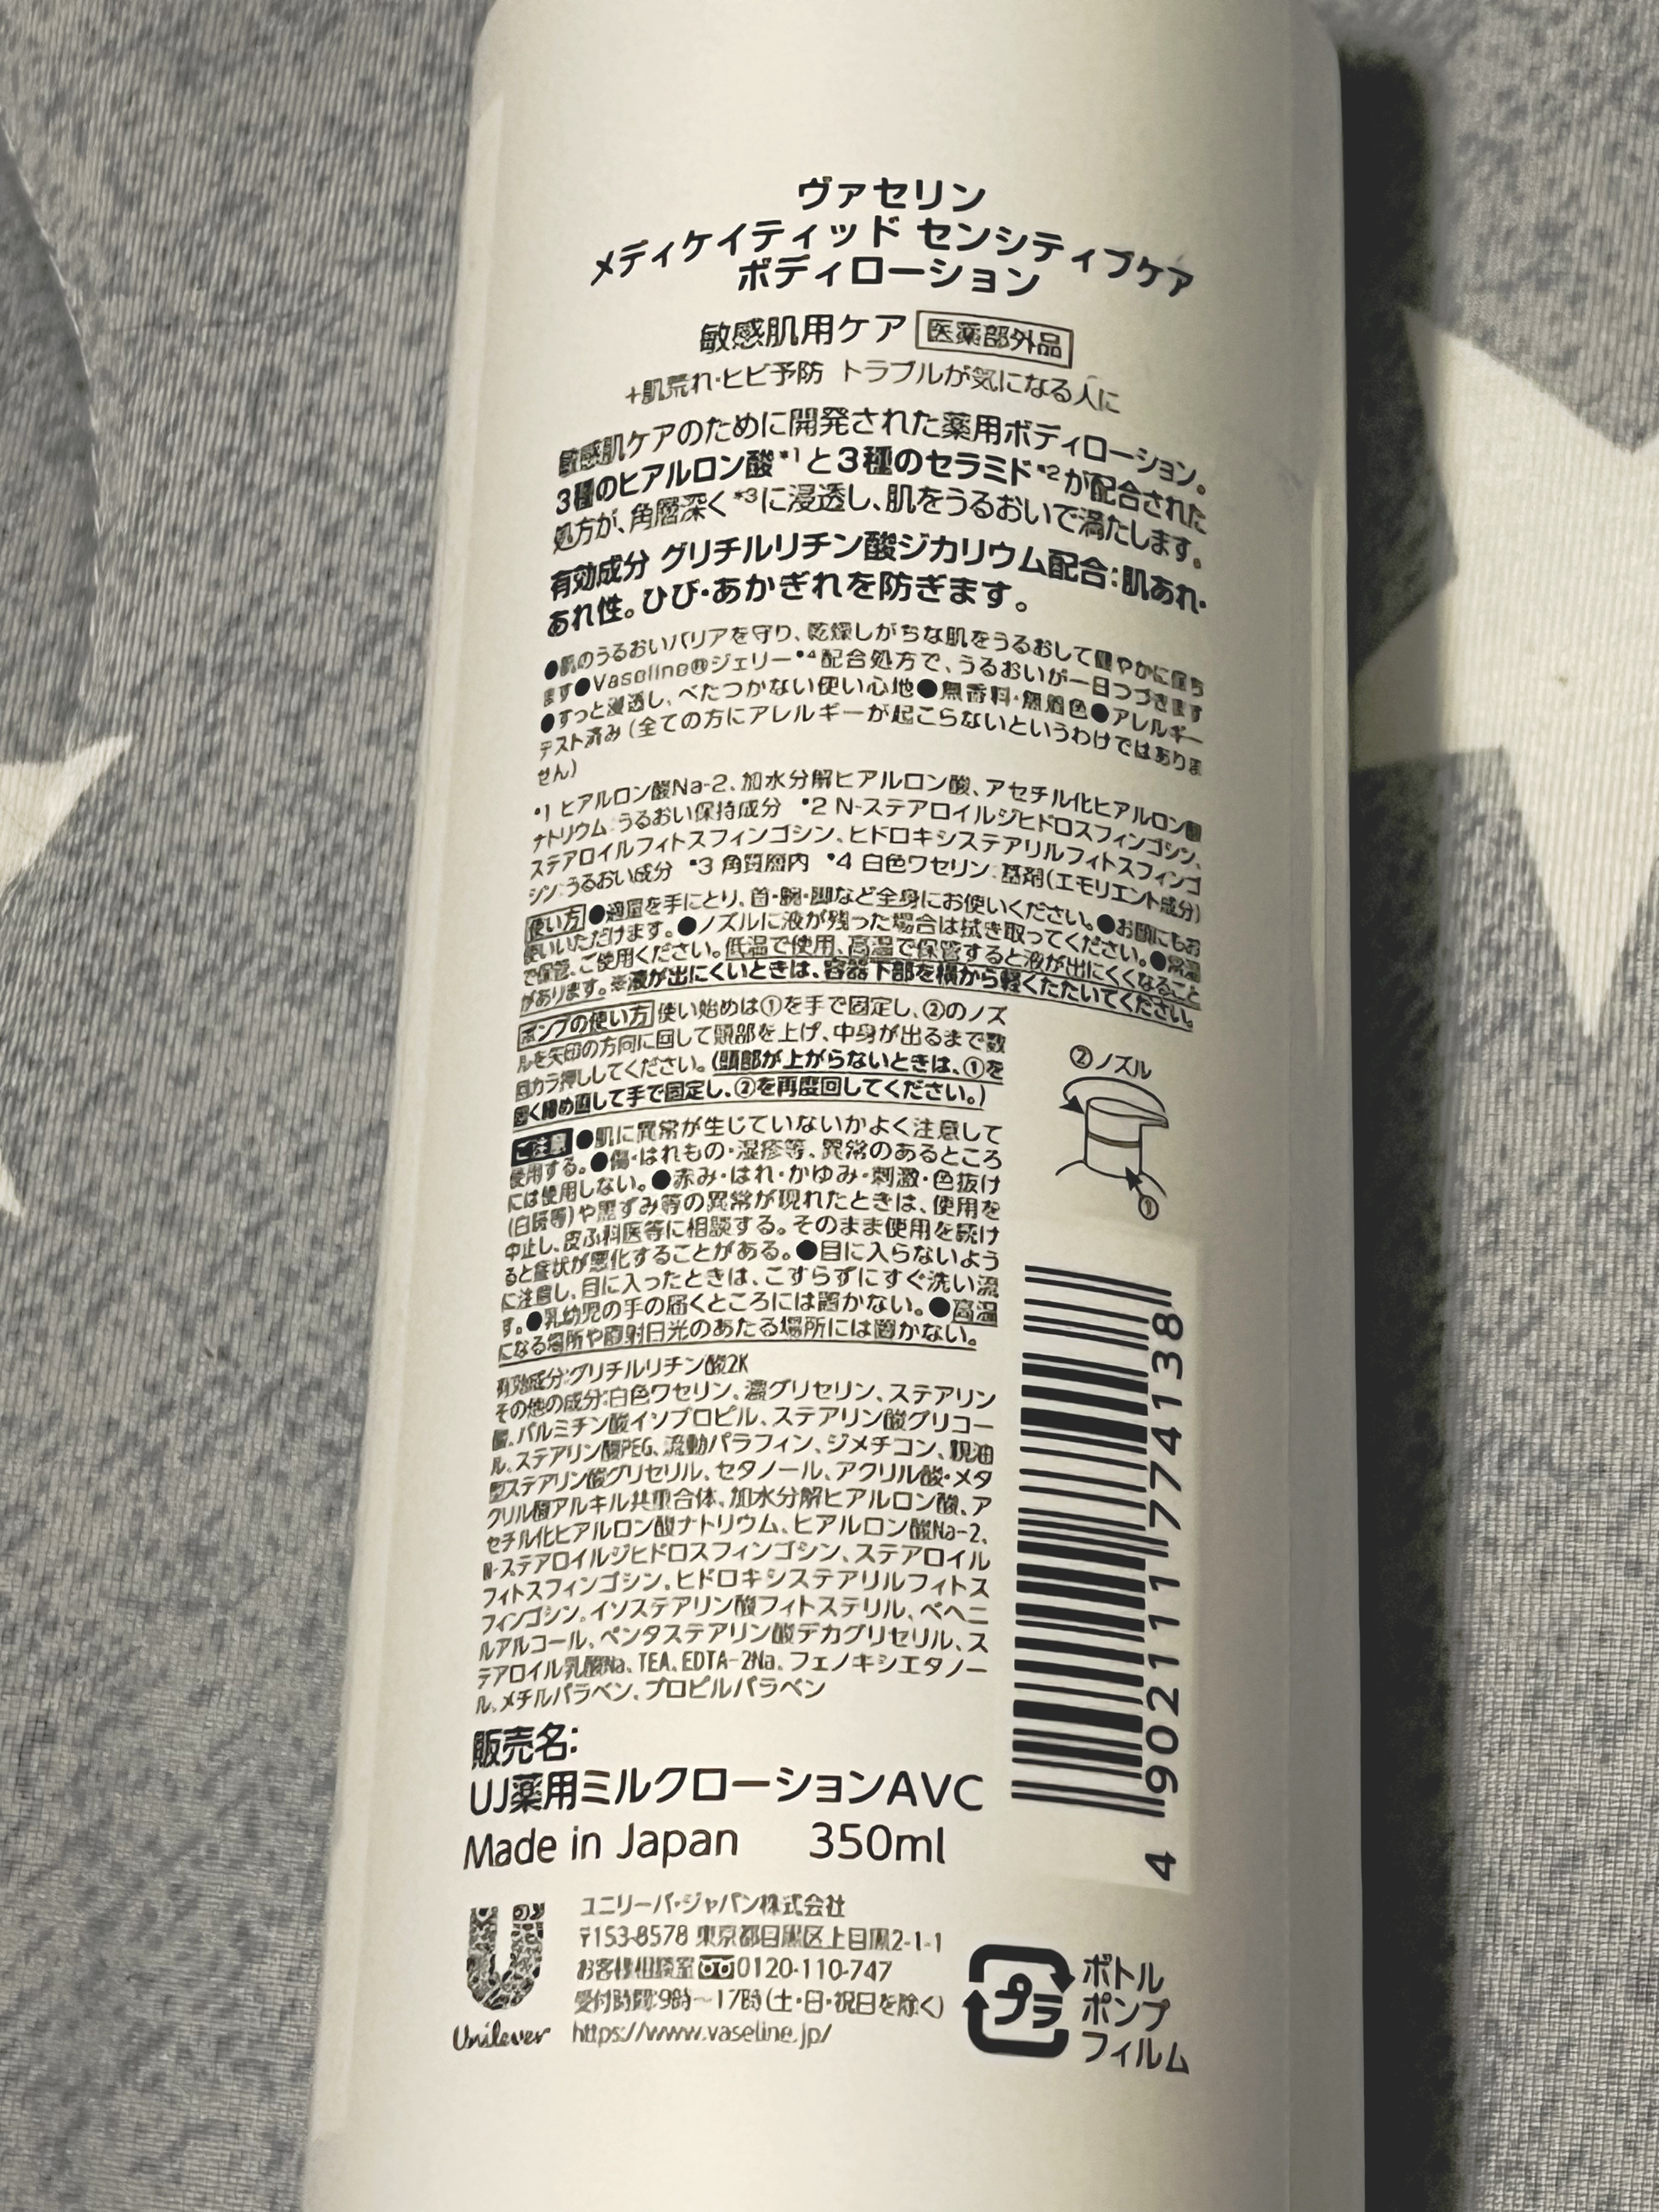 ヴァセリン
メディケイティッド センシティブケア
ボディローション
敏感肌用ケア 医薬部外品
+肌荒れ・ヒビ予防 トラブルが気になる人に
敏感肌ケアのために開発された薬用ボディローション。
3種のヒアルロン酸*1と3種のセラミド*2が配合された
処方が、角層深く*3に浸透し、肌をうるおいで満たします。
有効成分 グリチルリチン酸ジカリウム配合:肌あれ・
あれ性。ひび・あかぎれを防ぎます。
●肌のうるおいバリアを守り、乾燥しがちな肌をうるおして健やかに保ち
ます●Vaseline®ジェリー*4配合処方で、うるおいが一日つづきます
●すっと浸透し、べたつかない使い心地●無香料・無着色●アレルギー
テスト済み(全ての方にアレルギーが起こらないというわけではありま
せん)
*1 ヒアルロン酸Na-2、加水分解ヒアルロン酸、アセチル化ヒアルロン酸
ナトリウム:うるおい保持成分 *2 N-ステアロイルジヒドロスフィンゴシン、
ステアロイルフィトスフィンゴシン、ヒドロキシステアリルフィトスフィンゴ
シン:うるおい成分 *3 角質層内 *4 白色ワセリン:基剤(エモリエント成分)
使い方 ●適量を手にとり、首・腕・脚など全身にお使いください。●お顔にもお
使いいただけます。●ノズルに液が残った場合は拭き取ってください。●常温
で保管、ご使用ください。低温で使用、高温で保管すると液が出にくくなること
があります。※液が出にくいときは、容器下部を横から軽くたたいてください。
ポンプの使い方 使い始めは①を手で固定し、②のノズ
ルを矢印の方向に回して頭部を上げ、中身が出るまで数
回カラ押ししてください。(頭部が上がらないときは、①を
固く締め直して手で固定し、②を再度回してください。)
②ノズル
①
ご注意 ●肌に異常が生じていないかよく注意して
使用する。●傷・はれもの・湿疹等、異常のあるところ
には使用しない。●赤み・はれ・かゆみ・刺激・色抜け
(白斑等)や黒ずみ等の異常が現れたときは、使用を
中止し、皮ふ科医等に相談する。そのまま使用を続け
ると症状が悪化することがある。●目に入らないよう
に注意し、目に入ったときは、こすらずにすぐ洗い流
す。●乳幼児の手の届くところには置かない。●高温
になる場所や直射日光のあたる場所には置かない。
有効成分:グリチルリチン酸2K
その他の成分:白色ワセリン、濃グリセリン、ステアリン
酸、パルミチン酸イソプロピル、ステアリン酸グリコー
ル、ステアリン酸PEG、流動パラフィン、ジメチコン、親油
型ステアリン酸グリセリル、セタノール、アクリル酸・メタ
クリル酸アルキル共重合体、加水分解ヒアルロン酸、ア
セチル化ヒアルロン酸ナトリウム、ヒアルロン酸Na-2、
N-ステアロイルジヒドロスフィンゴシン、ステアロイル
フィトスフィンゴシン、ヒドロキシステアリルフィトス
フィンゴシン、イソステアリン酸フィトステリル、ベヘニ
ルアルコール、ペンタステアリン酸デカグリセリル、ス
テアロイル乳酸Na、TEA、EDTA-2Na、フェノキシエタノー
ル、メチルパラベン、プロピルパラベン
販売名:
UJ薬用ミルクローションAVC
Made in Japan 350ml
4 902111 774138
Unilever
ユニリーバ・ジャパン株式会社
〒153-8578 東京都目黒区上目黒2-1-1
お客様相談室 0120-110-747
受付時間:9時〜17時(土・日・祝日を除く)
https://www.vaseline.jp/
プラ
ボトル
ポンプ
フィルム